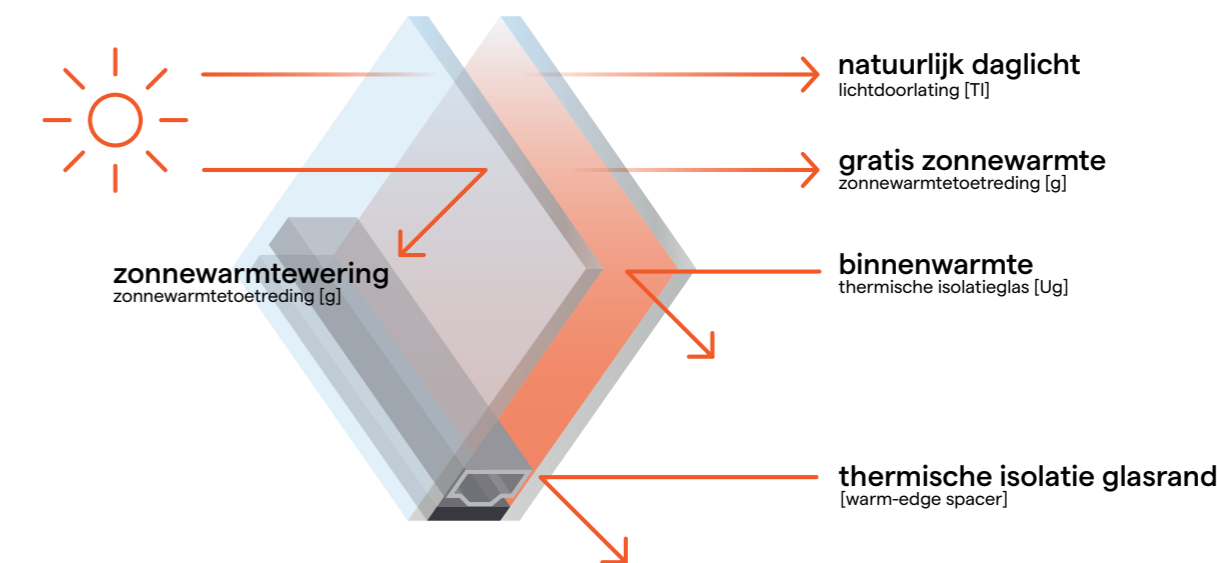 natuurlijk daglicht
lichtdoorlating [Tl]
gratis zonnewarmte
zonnewarmtetoetreding [g]
zonnewarmtewering
zonnewarmtetoetreding [g]
binnenwarmte
thermische isolatieglas [Ug]
thermische isolatie glasrand
[warm-edge spacer]